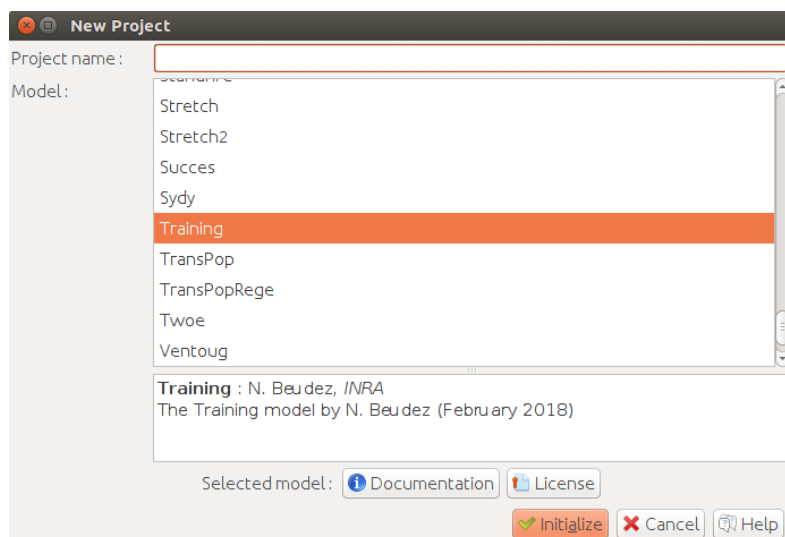 New Project
Project name :
Model :
Stretch
Stretch2
Succes
Sydy
Training
TransPop
TransPopRege
Twoe
Ventoug
Training : N. Beudez, INRA
The Training model by N. Beudez (February 2018)
Selected model : Documentation License
Initialize Cancel Help